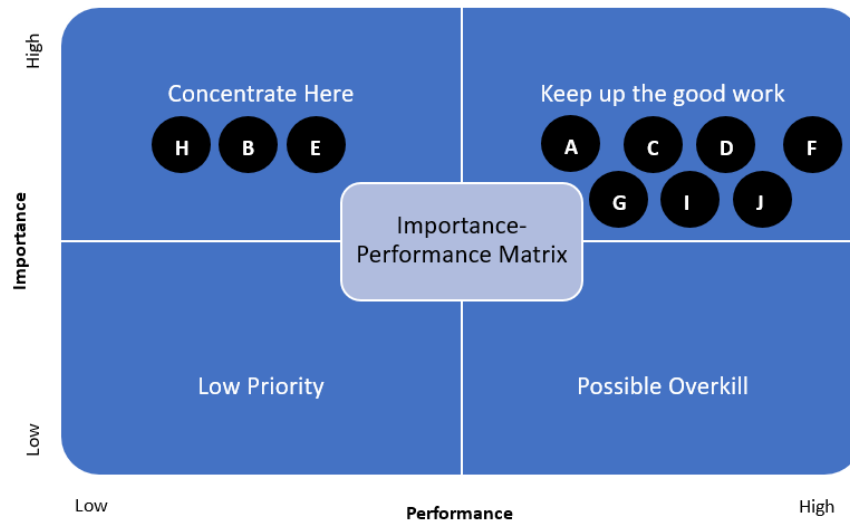 High
Concentrate Here
Keep up the good work
H B E
A C D F
G I J
Importance
Importance-
Performance Matrix
Low Priority
Possible Overkill
Low
Low
Performance
High